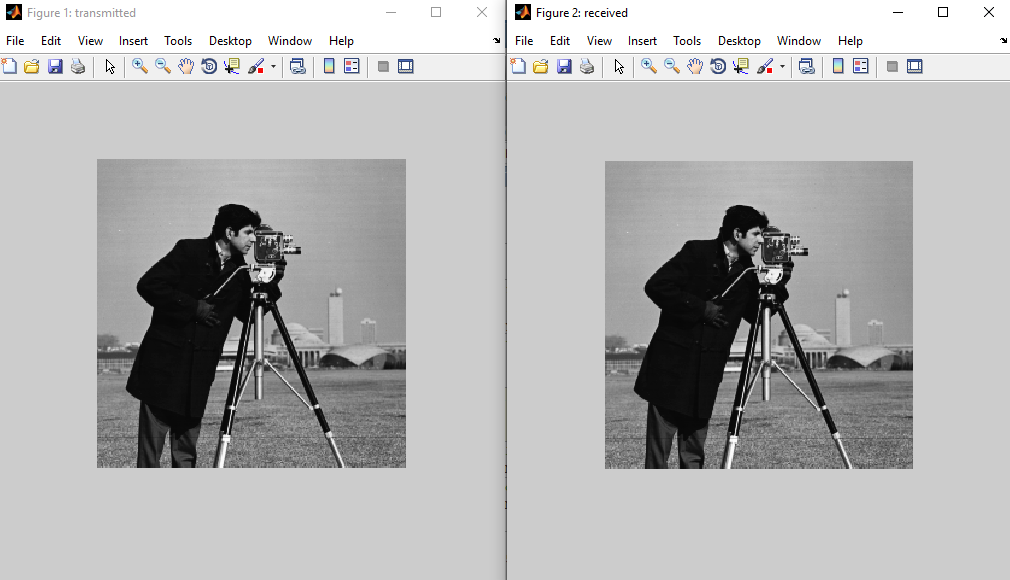 Figure 1: transmitted
File Edit View Insert Tools Desktop Window Help
Figure 2: received
File Edit View Insert Tools Desktop Window Help